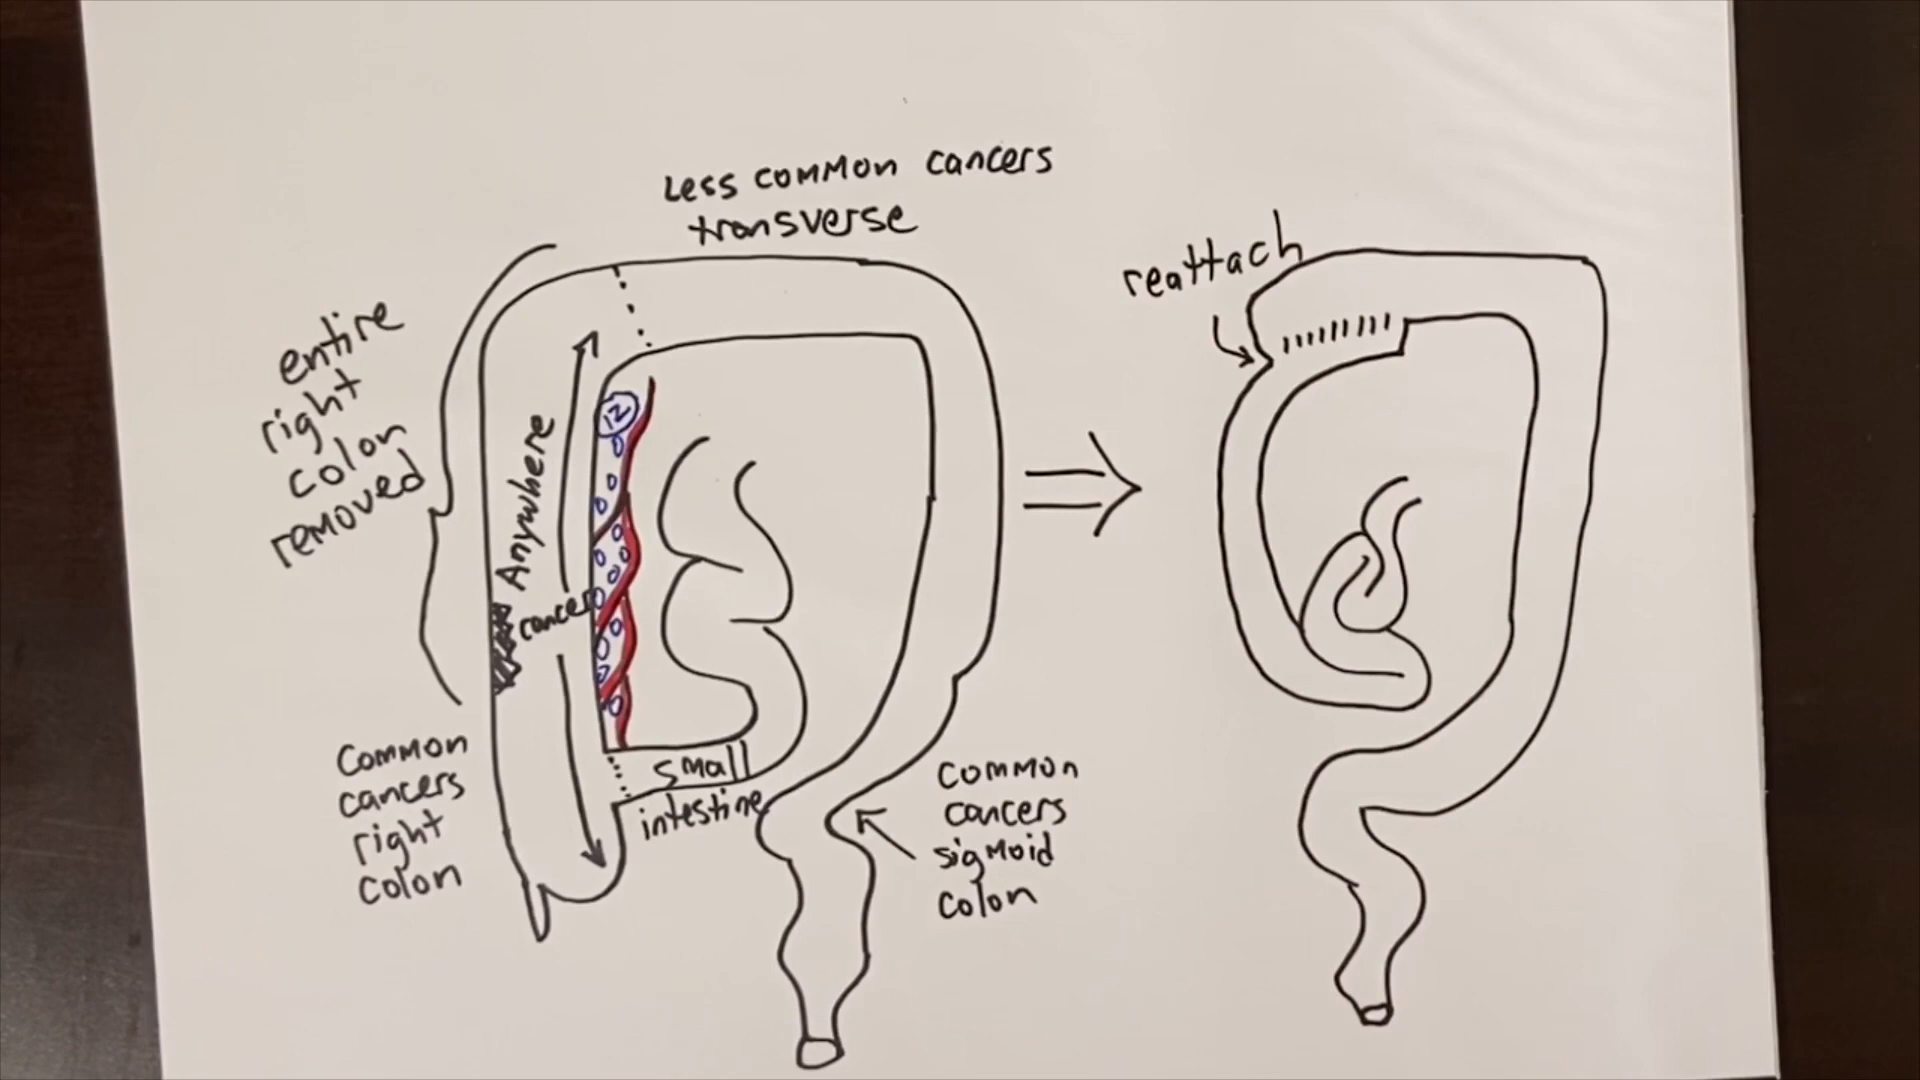 Less common cancers
transverse
reattach
entire
right
colon
removed
Anywhere
12
cancer
small
intestine
common
cancers
right
colon
common
cancers
sigmoid
colon